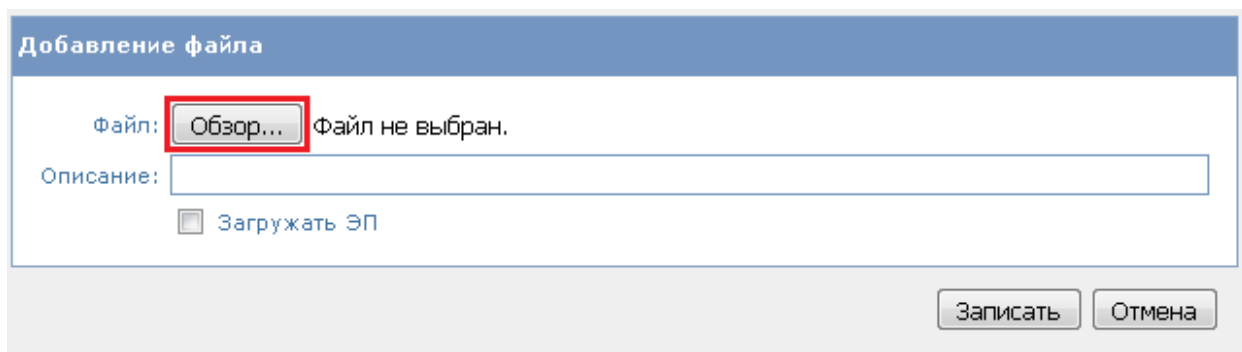 Добавление файла
Файл: Обзор... Файл не выбран.
Описание:
Загружать ЭП
Записать Отмена